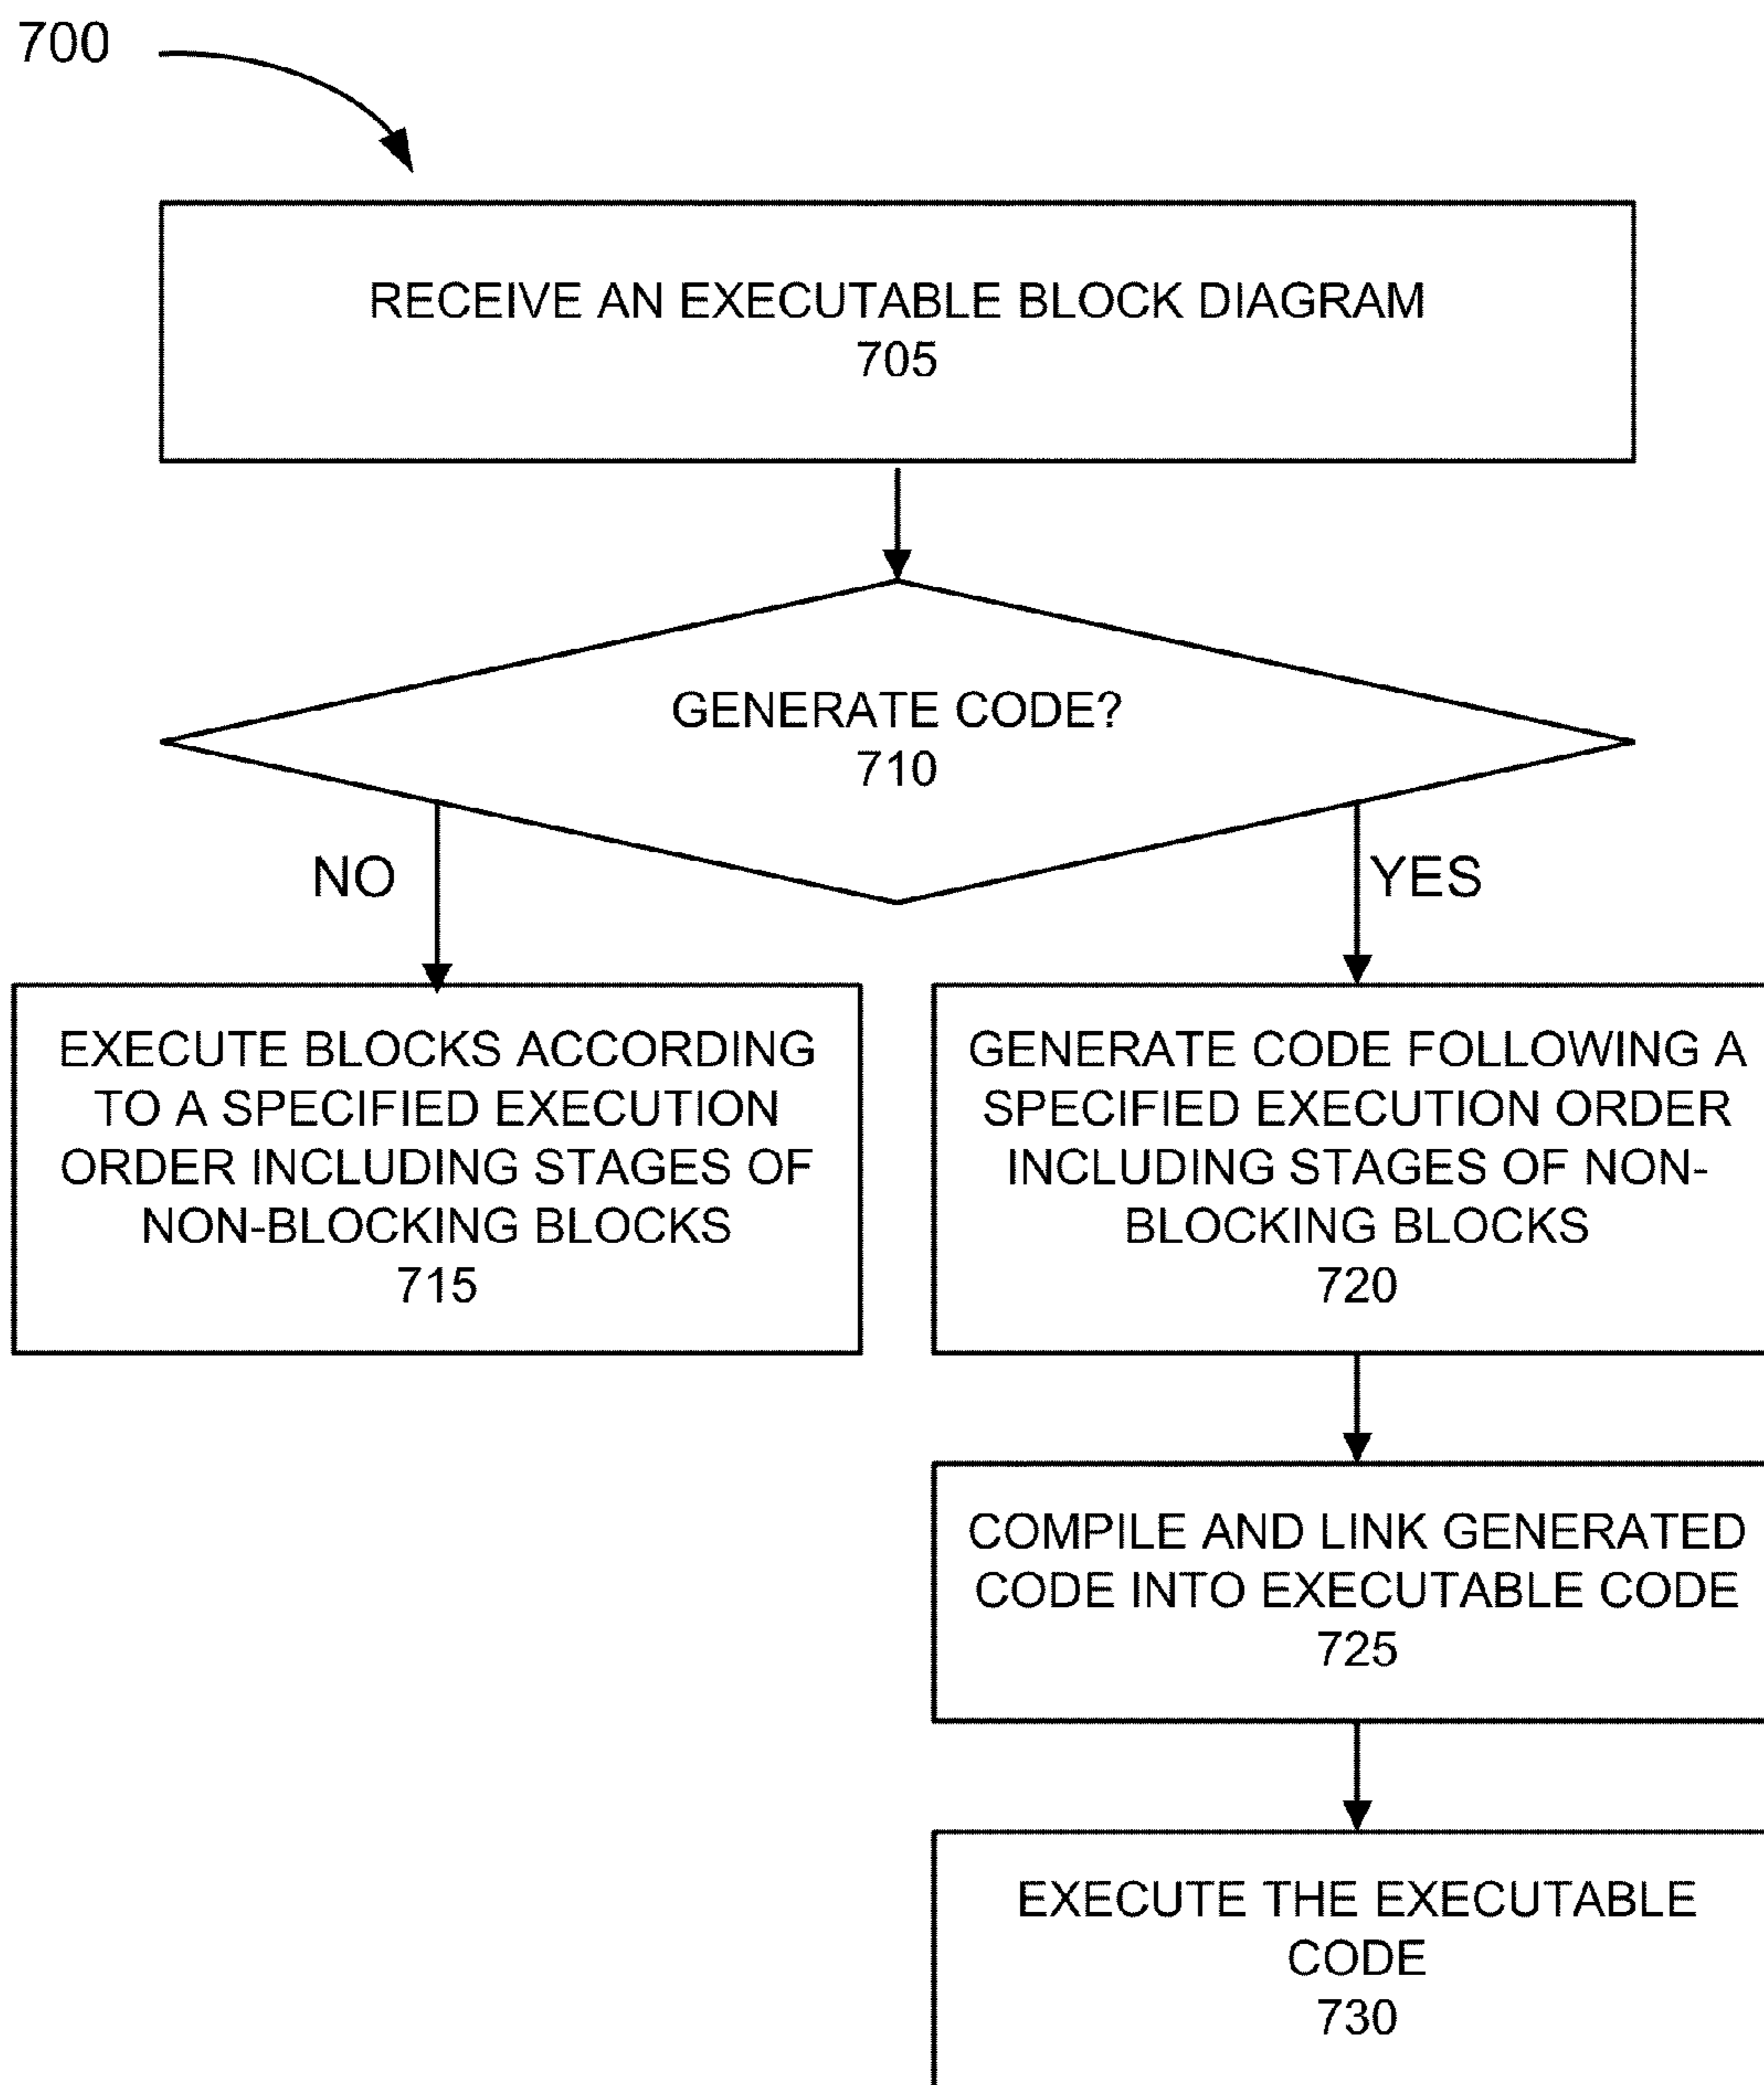 700
RECEIVE AN EXECUTABLE BLOCK DIAGRAM
705
GENERATE CODE?
710
NO
YES
EXECUTE BLOCKS ACCORDING
TO A SPECIFIED EXECUTION
ORDER INCLUDING STAGES OF
NON-BLOCKING BLOCKS
715
GENERATE CODE FOLLOWING A
SPECIFIED EXECUTION ORDER
INCLUDING STAGES OF NON-
BLOCKING BLOCKS
720
COMPILE AND LINK GENERATED
CODE INTO EXECUTABLE CODE
725
EXECUTE THE EXECUTABLE
CODE
730